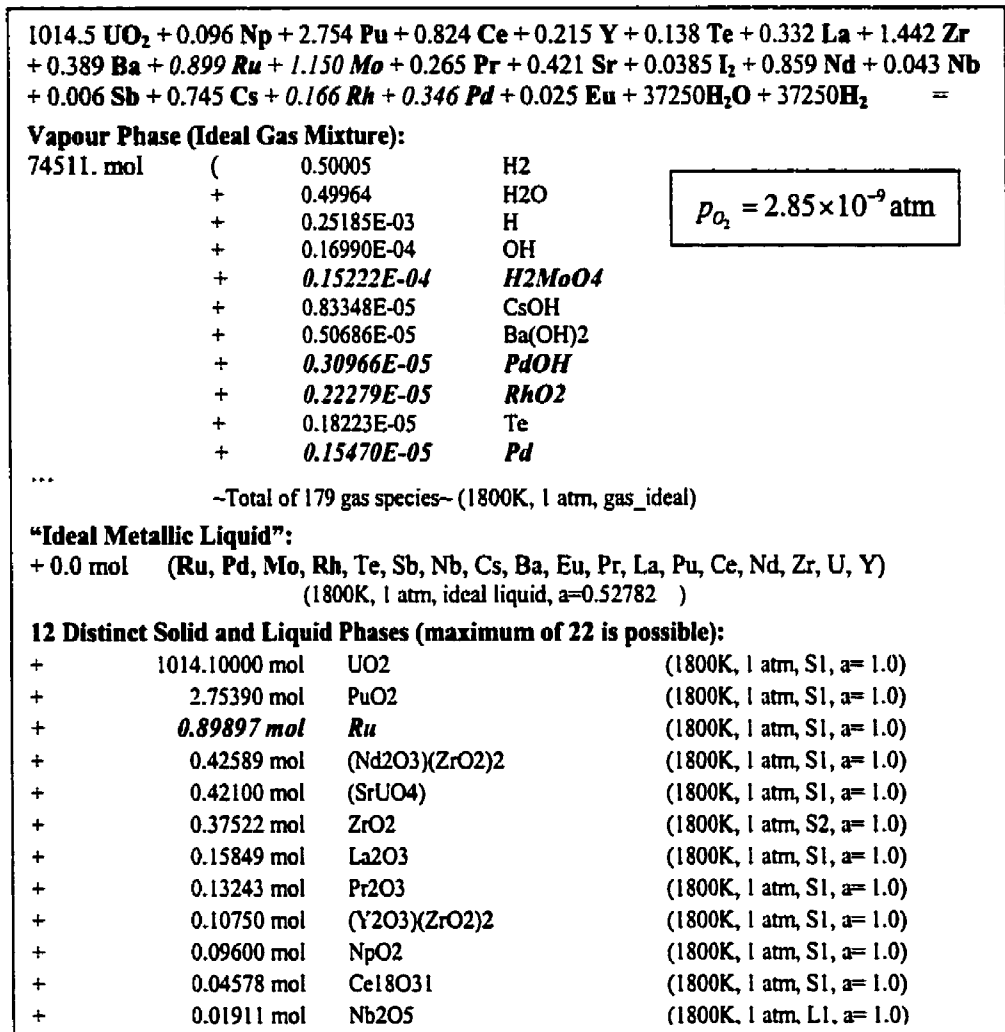 1014.5 UO₂ + 0.096 Np + 2.754 Pu + 0.824 Ce + 0.215 Y + 0.138 Te + 0.332 La + 1.442 Zr
+ 0.389 Ba + 0.899 Ru + 1.150 Mo + 0.265 Pr + 0.421 Sr + 0.0385 I₂ + 0.859 Nd + 0.043 Nb
+ 0.006 Sb + 0.745 Cs + 0.166 Rh + 0.346 Pd + 0.025 Eu + 37250H₂O + 37250H₂ =
Vapour Phase (Ideal Gas Mixture):
74511. mol ( 0.50005 H2
+ 0.49964 H2O
p_O₂ = 2.85×10⁻⁹ atm
+ 0.25185E-03 H
+ 0.16990E-04 OH
+ 0.15222E-04 H2MoO4
+ 0.83348E-05 CsOH
+ 0.50686E-05 Ba(OH)2
+ 0.30966E-05 PdOH
+ 0.22279E-05 RhO2
+ 0.18223E-05 Te
+ 0.15470E-05 Pd
...
~Total of 179 gas species~ (1800K, 1 atm, gas_ideal)
“Ideal Metallic Liquid”:
+ 0.0 mol (Ru, Pd, Mo, Rh, Te, Sb, Nb, Cs, Ba, Eu, Pr, La, Pu, Ce, Nd, Zr, U, Y)
(1800K, 1 atm, ideal liquid, a=0.52782 )
12 Distinct Solid and Liquid Phases (maximum of 22 is possible):
+ 1014.10000 mol UO2 (1800K, 1 atm, S1, a= 1.0)
+ 2.75390 mol PuO2 (1800K, 1 atm, S1, a= 1.0)
+ 0.89897 mol Ru (1800K, 1 atm, S1, a= 1.0)
+ 0.42589 mol (Nd2O3)(ZrO2)2 (1800K, 1 atm, S1, a= 1.0)
+ 0.42100 mol (SrUO4) (1800K, 1 atm, S1, a= 1.0)
+ 0.37522 mol ZrO2 (1800K, 1 atm, S2, a= 1.0)
+ 0.15849 mol La2O3 (1800K, 1 atm, S1, a= 1.0)
+ 0.13243 mol Pr2O3 (1800K, 1 atm, S1, a= 1.0)
+ 0.10750 mol (Y2O3)(ZrO2)2 (1800K, 1 atm, S1, a= 1.0)
+ 0.09600 mol NpO2 (1800K, 1 atm, S1, a= 1.0)
+ 0.04578 mol Ce18O31 (1800K, 1 atm, S1, a= 1.0)
+ 0.01911 mol Nb2O5 (1800K, 1 atm, L1, a= 1.0)